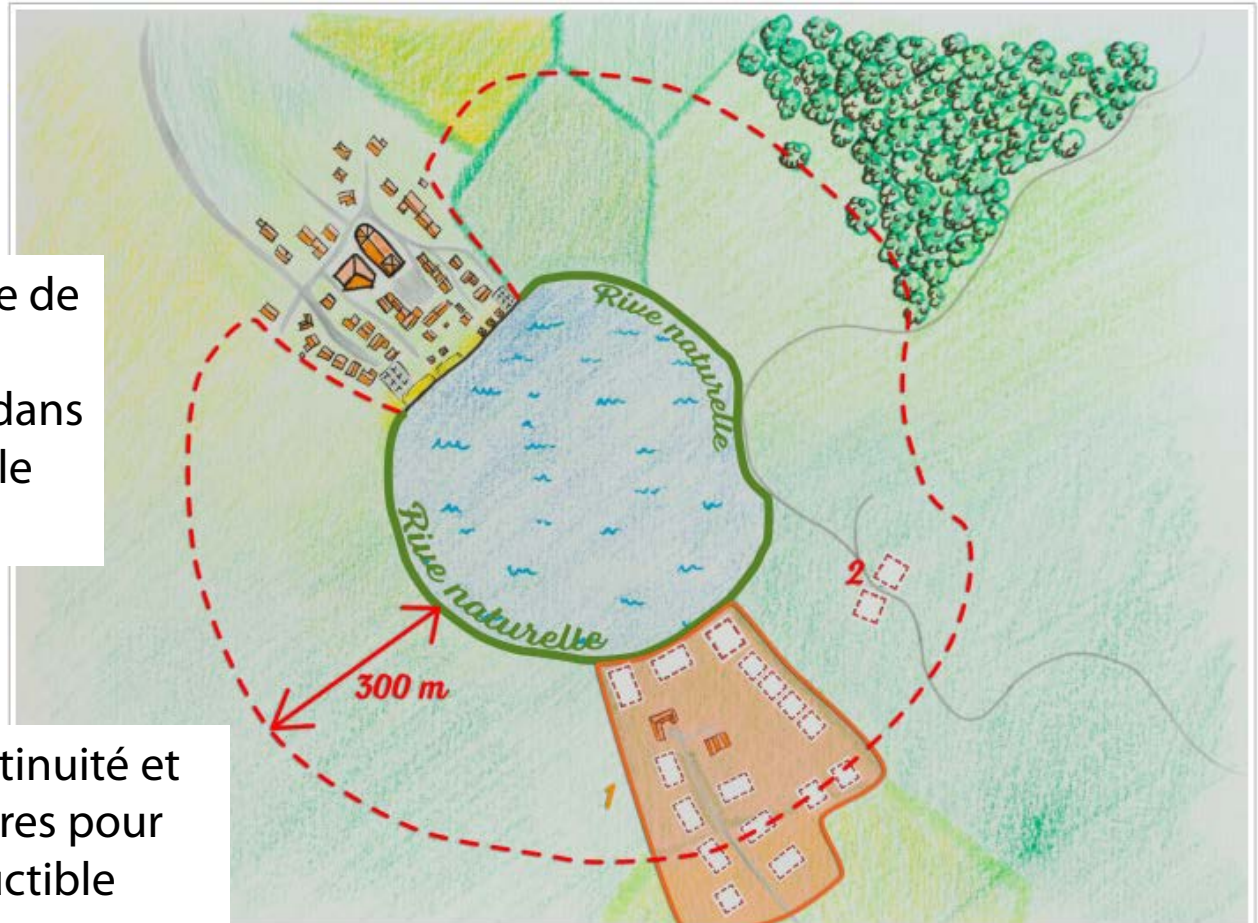 e de
dans
le
Rive naturelle
Rive naturelle
2
300 m
1
tinuité et
res pour
uctible